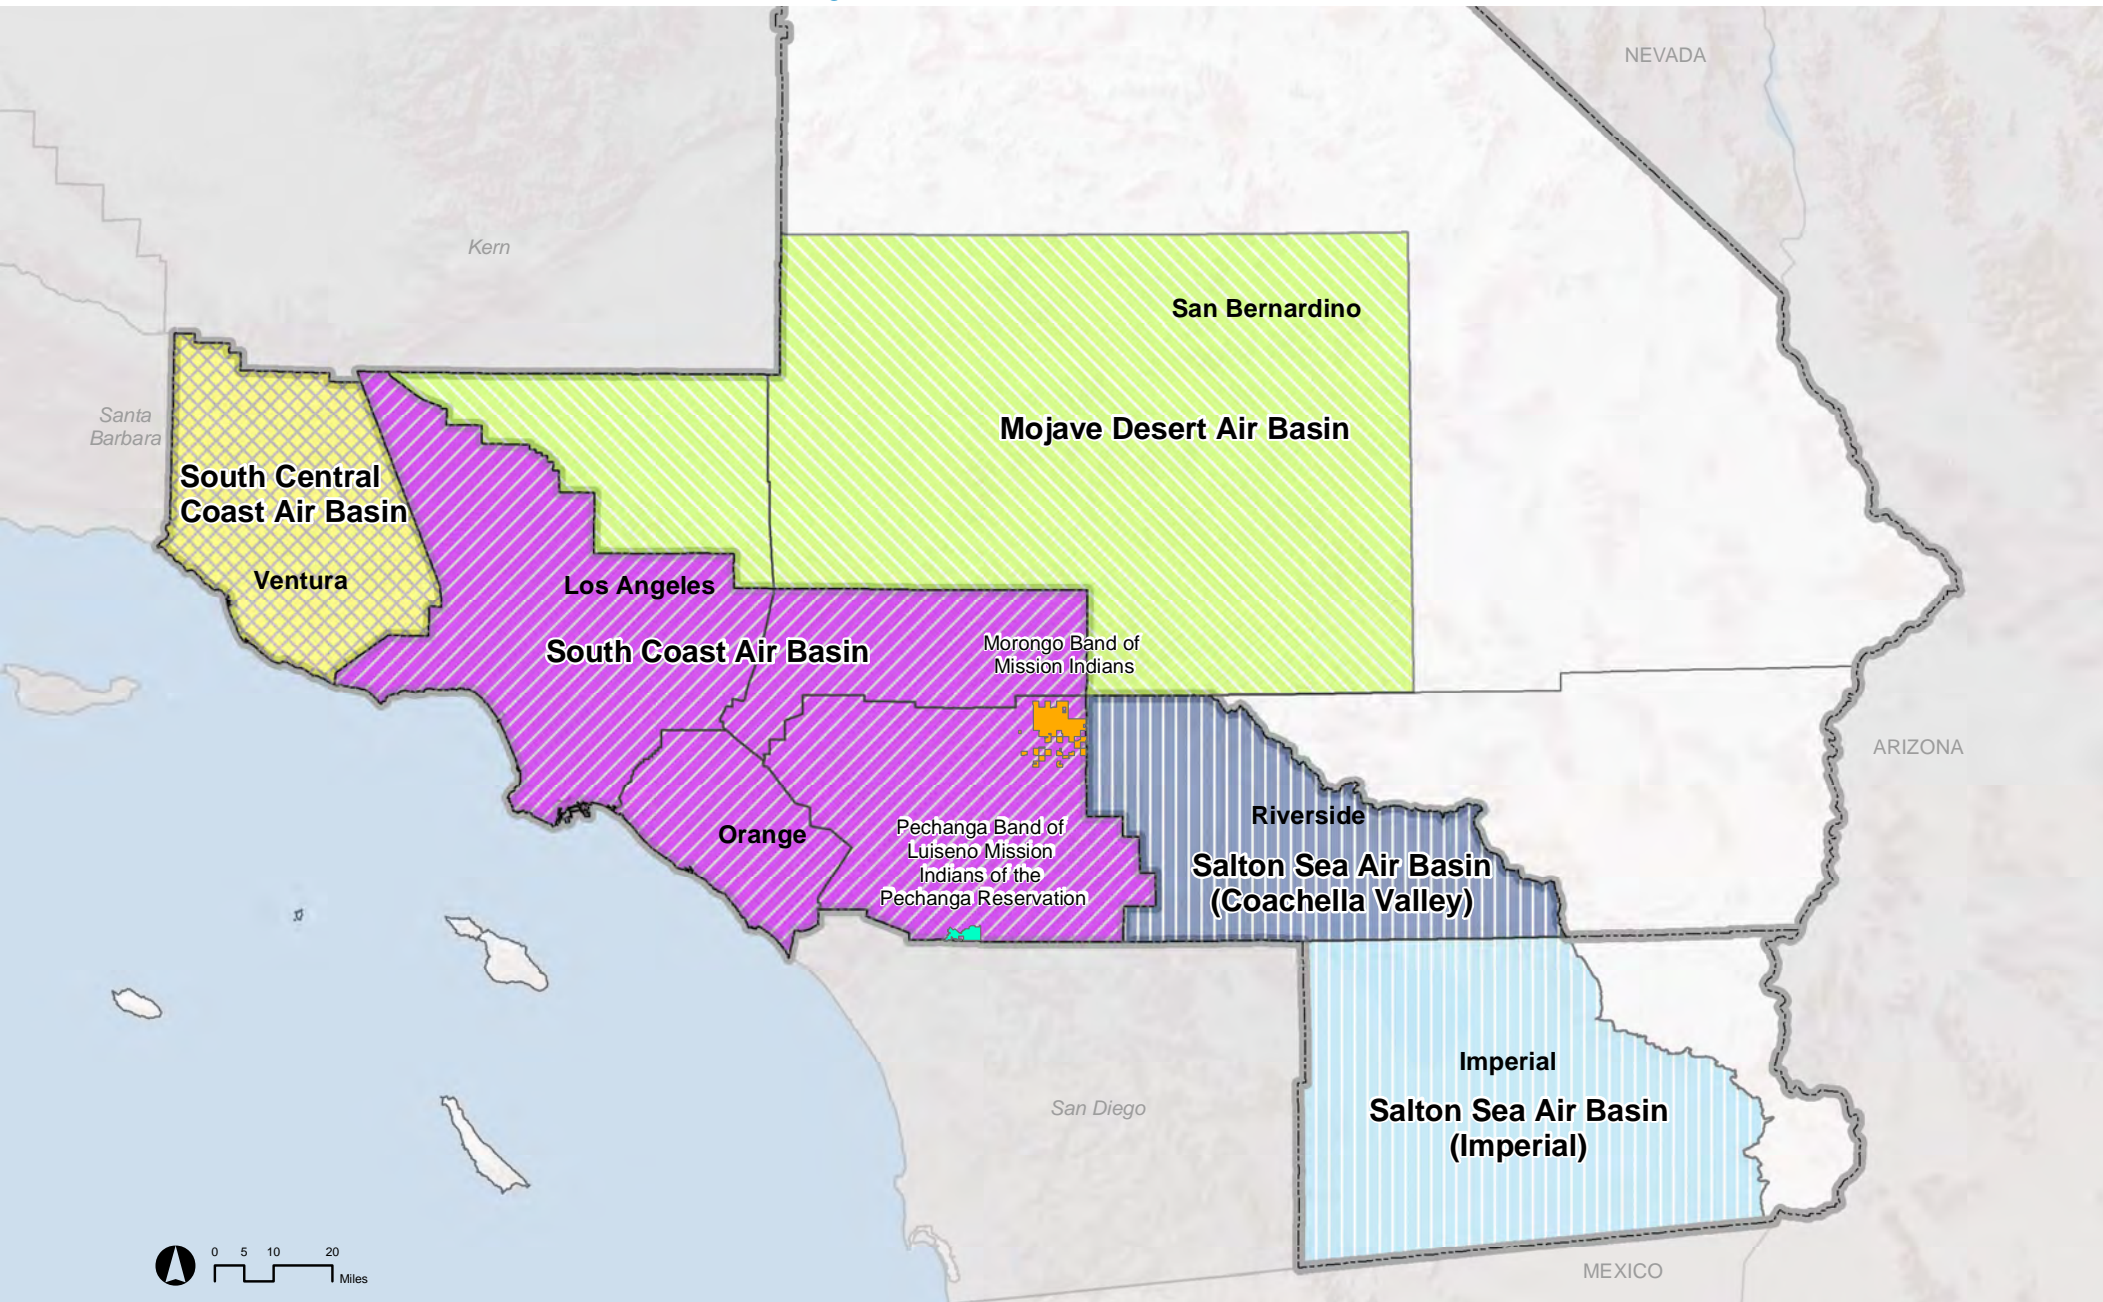 NEVADA
Kern
San Bernardino
Santa
Barbara
Mojave Desert Air Basin
South Central
Coast Air Basin
Ventura
Los Angeles
South Coast Air Basin
Morongo Band of
Mission Indians
ARIZONA
Riverside
Orange
Pechanga Band of
Luiseno Mission
Indians of the
Pechanga Reservation
Salton Sea Air Basin
(Coachella Valley)
Imperial
San Diego
Salton Sea Air Basin
(Imperial)
0 5 10 20
Miles
MEXICO